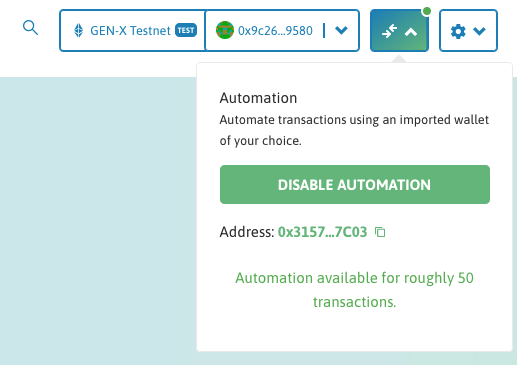 GEN-X Testnet TEST 0x9c26...9580
Automation
Automate transactions using an imported wallet
of your choice.
DISABLE AUTOMATION
Address: 0x3157...7C03
Automation available for roughly 50
transactions.